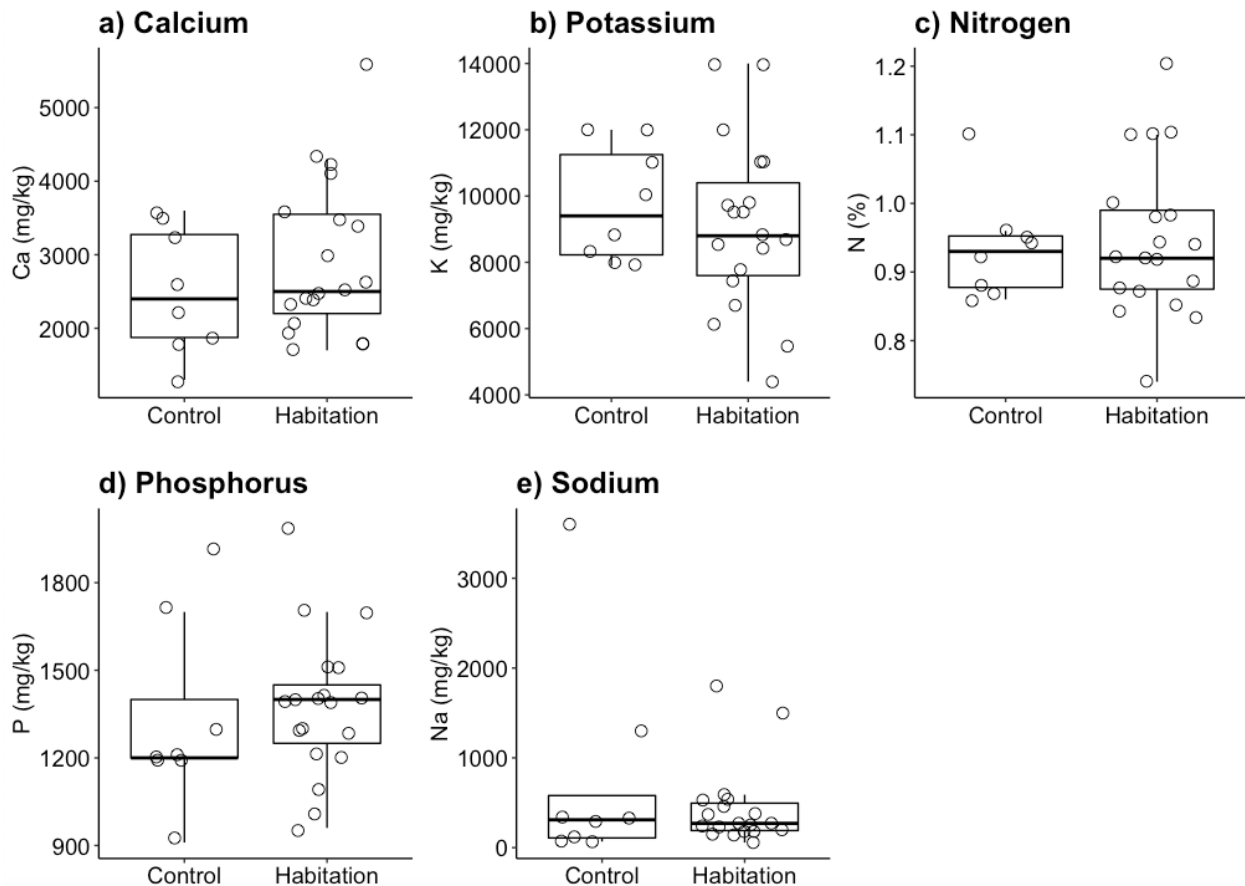 a) Calcium
Ca (mg/kg)
5000
4000
3000
2000
Control
Habitation
b) Potassium
K (mg/kg)
14000
12000
10000
8000
6000
4000
Control
Habitation
c) Nitrogen
N (%)
1.2
1.1
1.0
0.9
0.8
Control
Habitation
d) Phosphorus
P (mg/kg)
1800
1500
1200
900
Control
Habitation
e) Sodium
Na (mg/kg)
3000
2000
1000
0
Control
Habitation